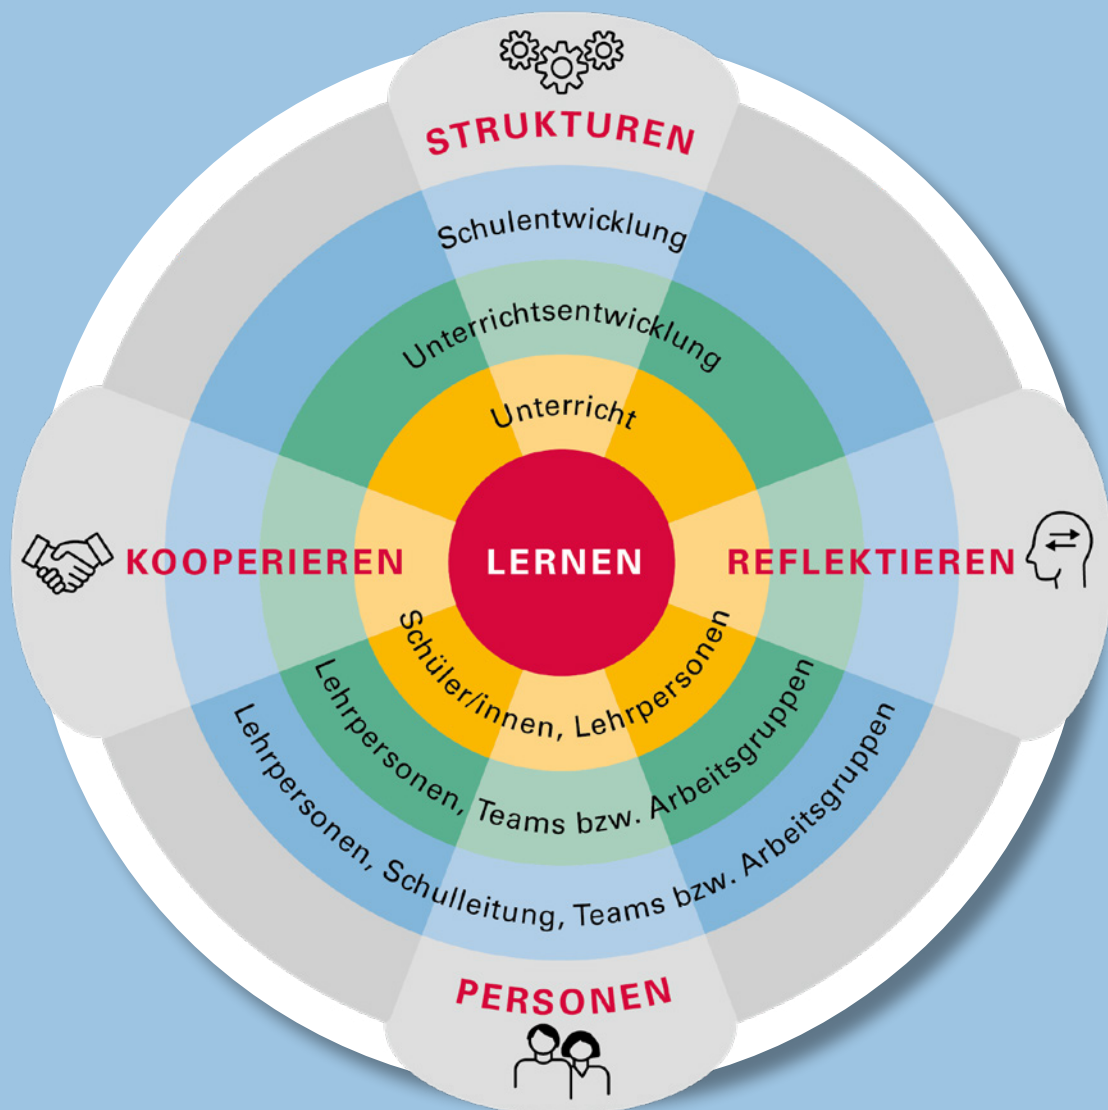 STRUKTUREN
Schulentwicklung
Unterrichtsentwicklung
Unterricht
KOOPERIEREN
LERNEN
REFLEKTIEREN
Schüler/innen, Lehrpersonen
Lehrpersonen, Teams bzw. Arbeitsgruppen
Lehrpersonen, Schulleitung, Teams bzw. Arbeitsgruppen
PERSONEN